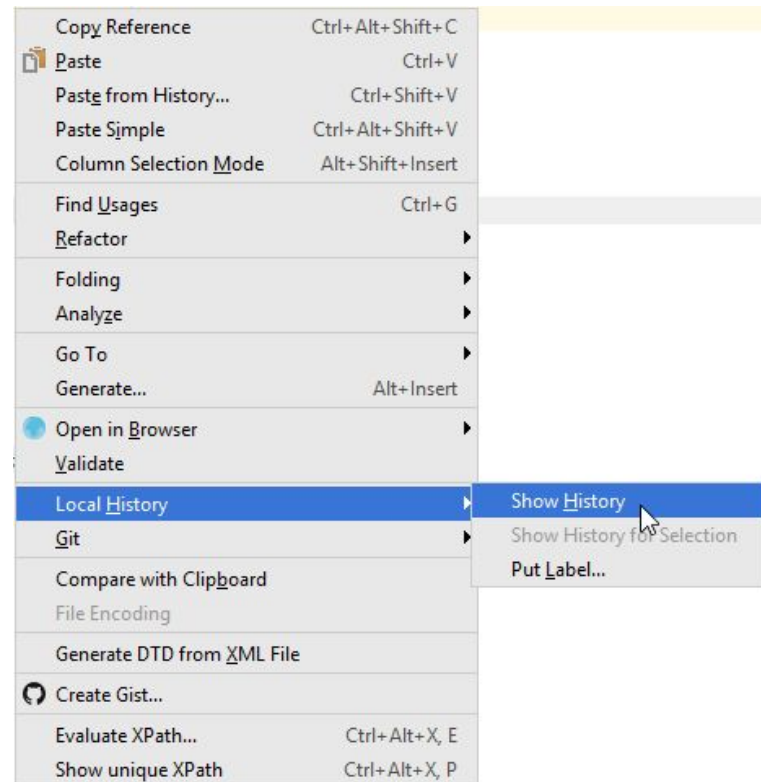 Copy Reference Ctrl+Alt+Shift+C
Paste Ctrl+V
Paste from History... Ctrl+Shift+V
Paste Simple Ctrl+Alt+Shift+V
Column Selection Mode Alt+Shift+Insert
Find Usages Ctrl+G
Refactor
Folding
Analyze
Go To
Generate... Alt+Insert
Open in Browser
Validate
Local History
Show History
Git
Show History for Selection
Put Label...
Compare with Clipboard
File Encoding
Generate DTD from XML File
Create Gist...
Evaluate XPath... Ctrl+Alt+X, E
Show unique XPath Ctrl+Alt+X, P